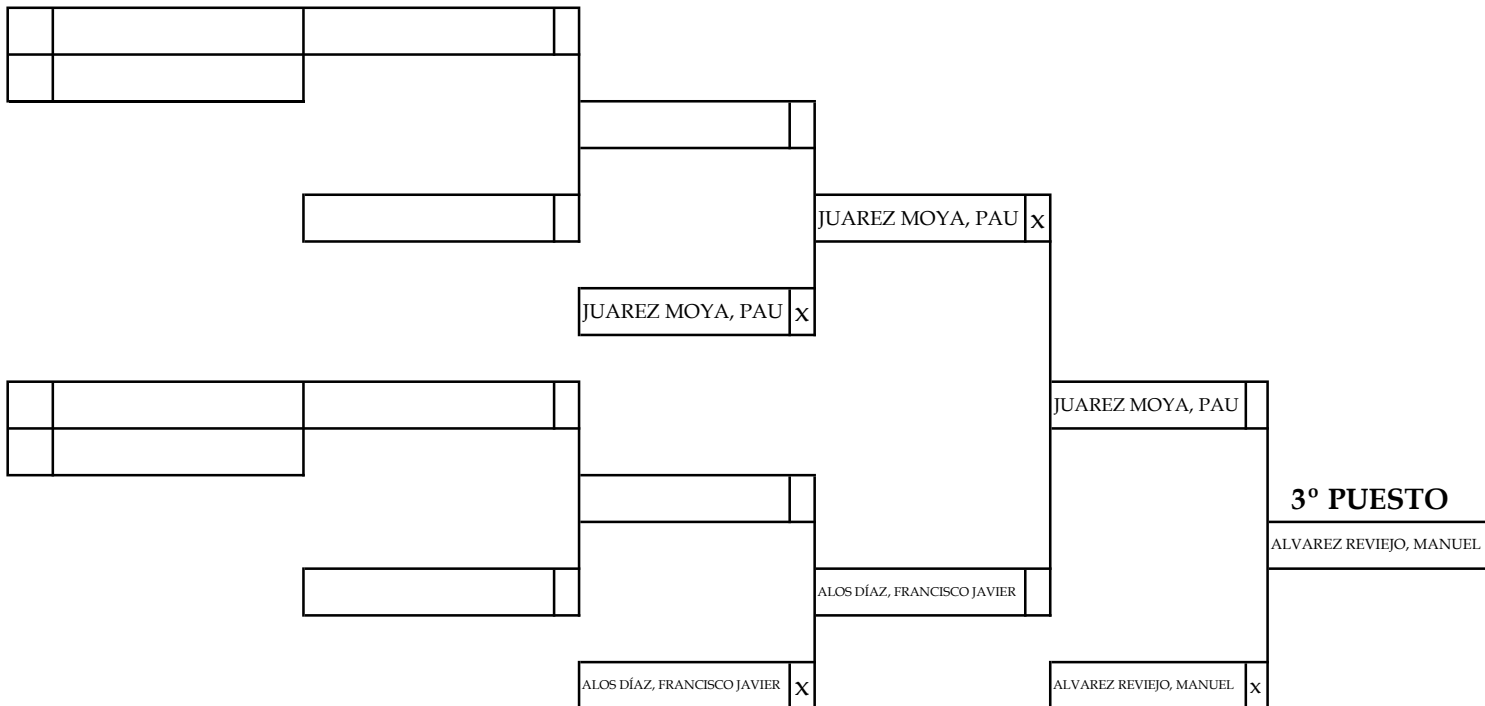 JUAREZ MOYA, PAU x
JUAREZ MOYA, PAU x
JUAREZ MOYA, PAU
3º PUESTO
ALVAREZ REVIEJO, MANUEL
ALOS DÍAZ, FRANCISCO JAVIER
ALOS DÍAZ, FRANCISCO JAVIER x
ALVAREZ REVIEJO, MANUEL x